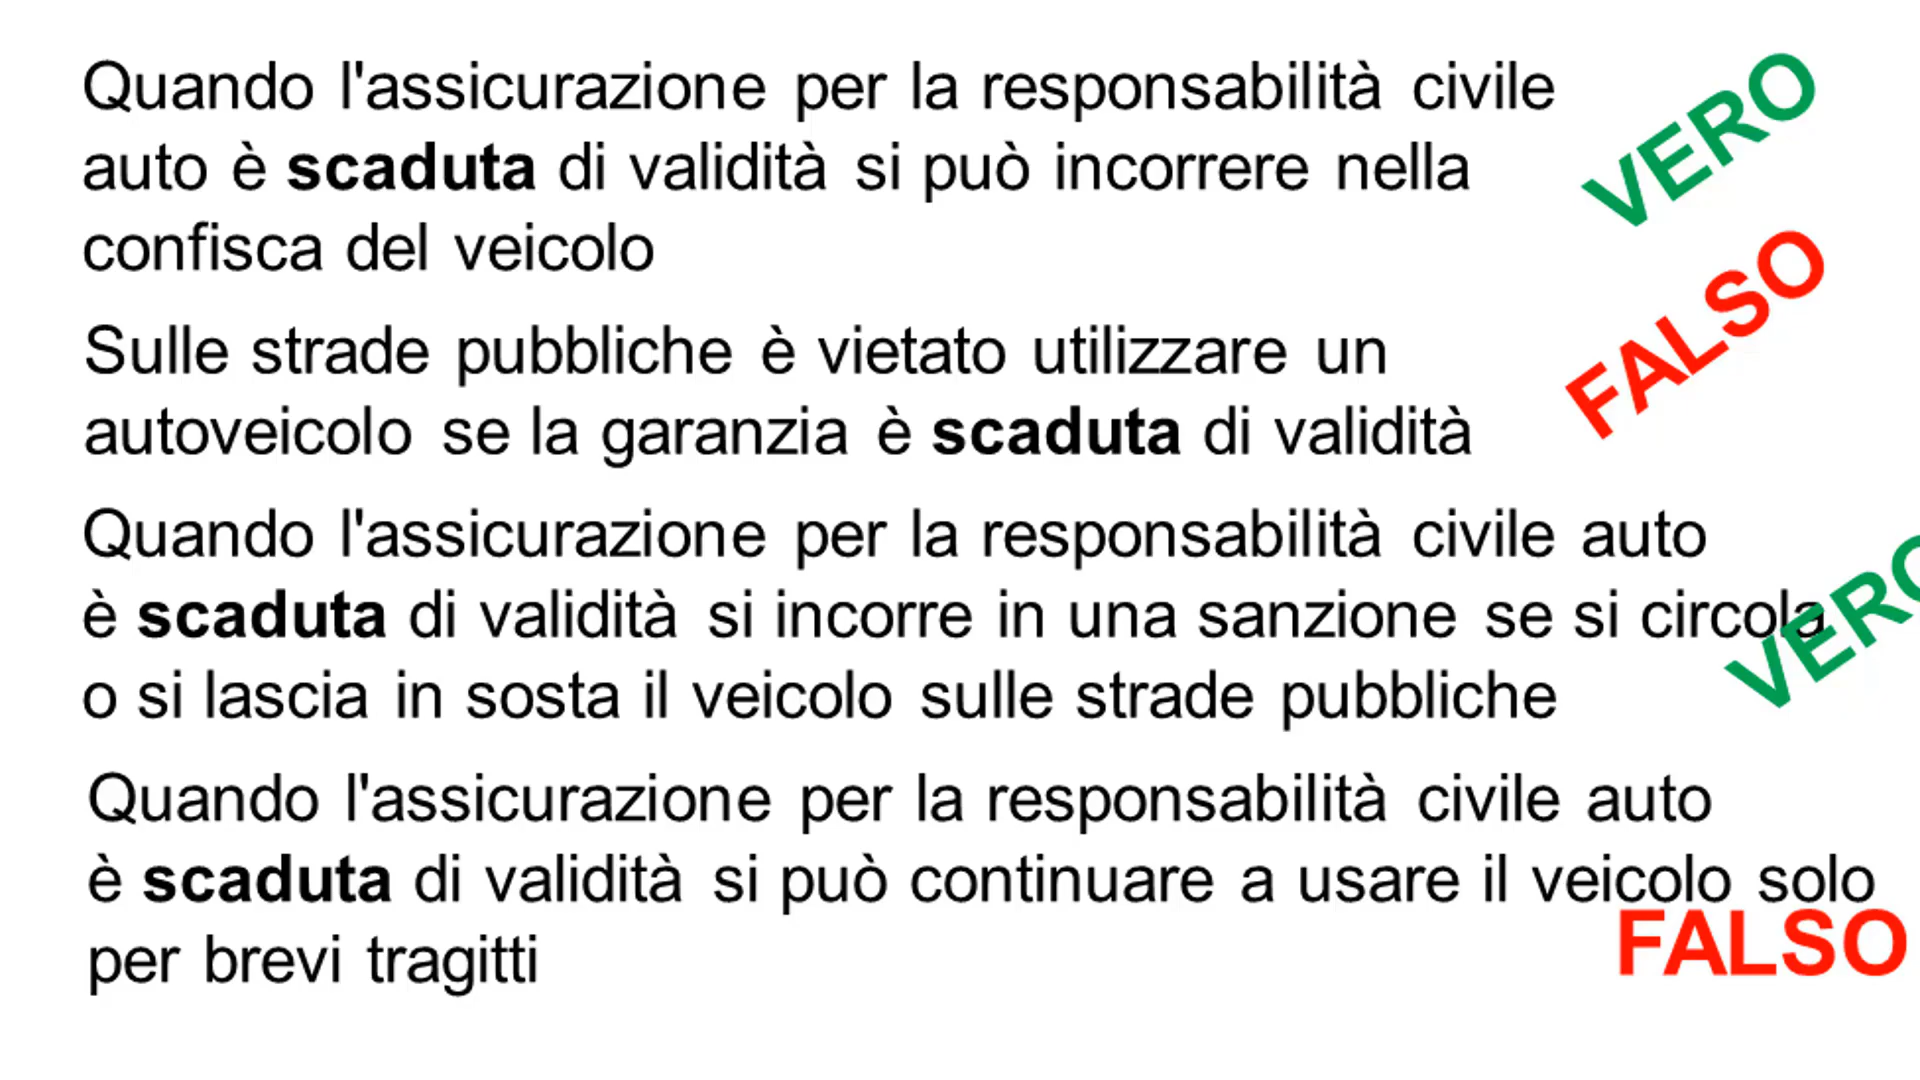 Quando l'assicurazione per la responsabilità civile
auto è scaduta di validità si può incorrere nella
confisca del veicolo
VERO
Sulle strade pubbliche è vietato utilizzare un
autoveicolo se la garanzia è scaduta di validità
FALSO
Quando l'assicurazione per la responsabilità civile auto
è scaduta di validità si incorre in una sanzione se si circola
o si lascia in sosta il veicolo sulle strade pubbliche
VERO
Quando l'assicurazione per la responsabilità civile auto
è scaduta di validità si può continuare a usare il veicolo solo
per brevi tragitti
FALSO